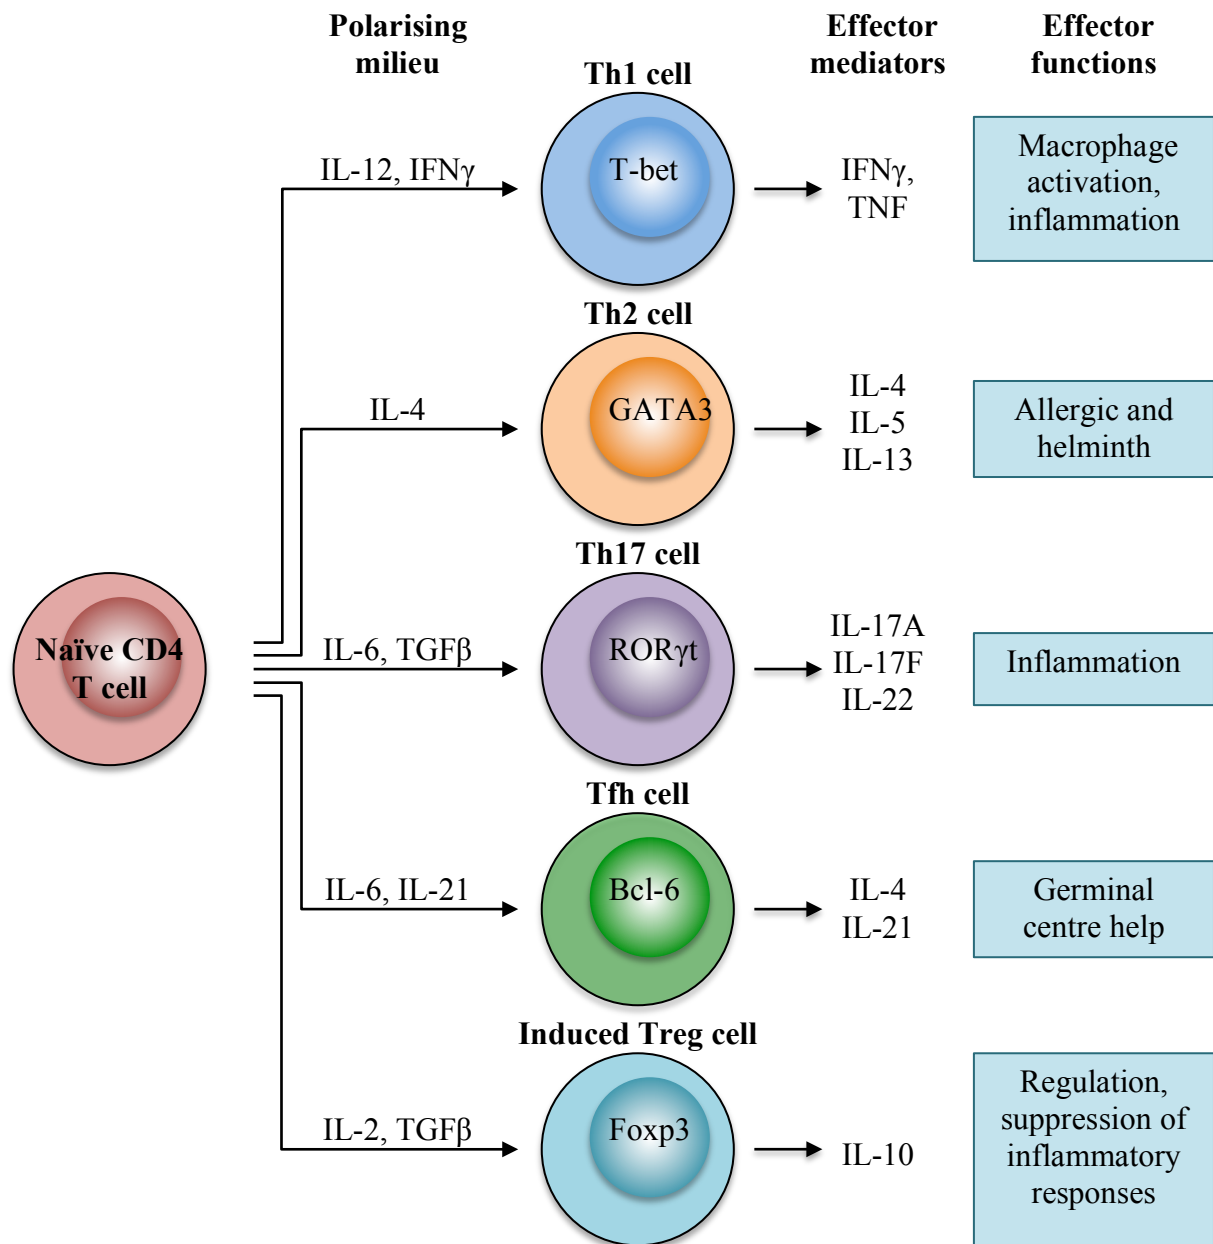 Polarising
milieu
Effector
mediators
Effector
functions
Th1 cell
IL-12, IFNγ
T-bet
IFNγ,
TNF
Macrophage
activation,
inflammation
Th2 cell
IL-4
GATA3
IL-4
IL-5
IL-13
Allergic and
helminth
Naïve CD4
T cell
Th17 cell
IL-6, TGFβ
RORγt
IL-17A
IL-17F
IL-22
Inflammation
Tfh cell
IL-6, IL-21
Bcl-6
IL-4
IL-21
Germinal
centre help
Induced Treg cell
IL-2, TGFβ
Foxp3
IL-10
Regulation,
suppression of
inflammatory
responses